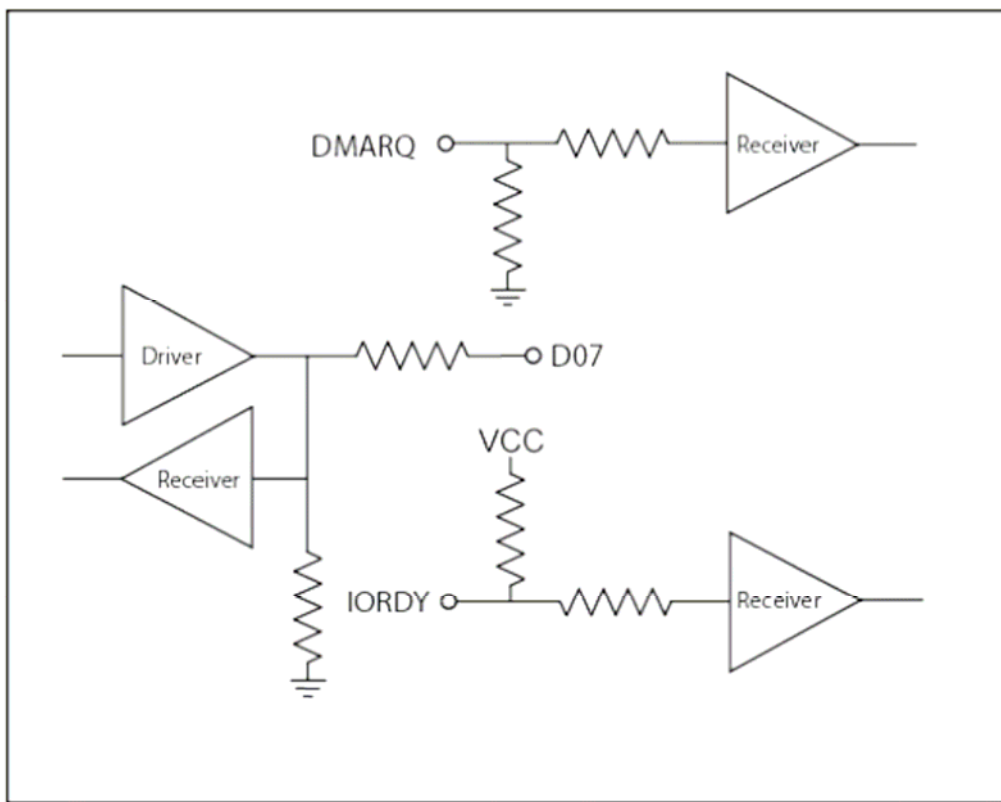 DMARQ
Receiver
Driver
D07
Receiver
VCC
IORDY
Receiver